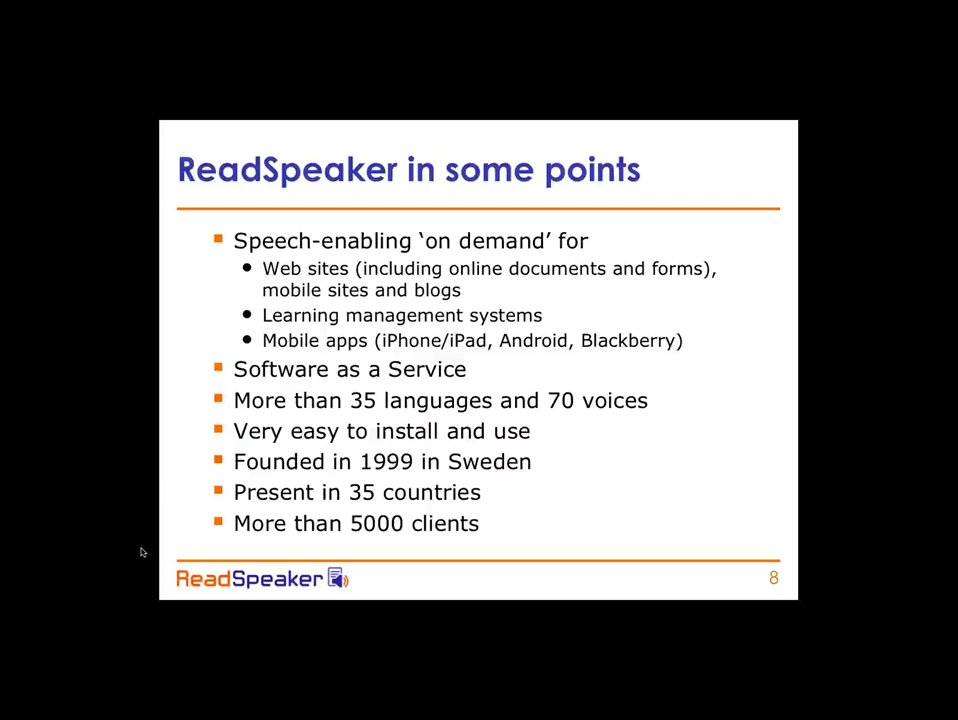 ReadSpeaker in some points
Speech-enabling ‘on demand’ for
Web sites (including online documents and forms),
mobile sites and blogs
Learning management systems
Mobile apps (iPhone/iPad, Android, Blackberry)
Software as a Service
More than 35 languages and 70 voices
Very easy to install and use
Founded in 1999 in Sweden
Present in 35 countries
More than 5000 clients
ReadSpeaker
8